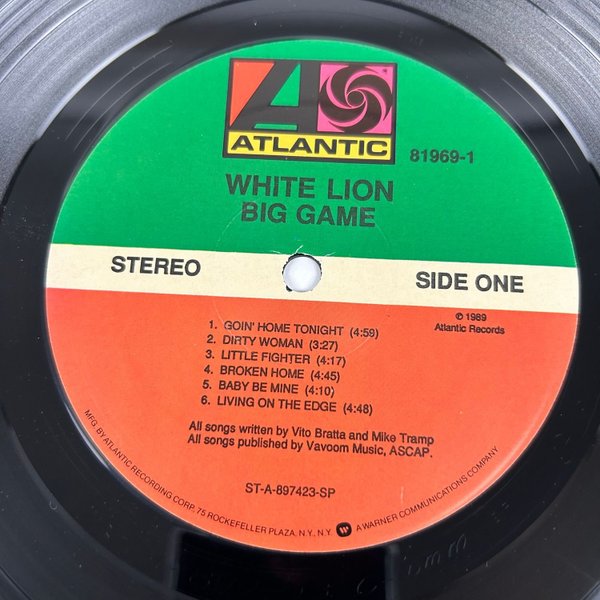 ATLANTIC
81969-1
WHITE LION
BIG GAME
STEREO
SIDE ONE
℗ 1989
Atlantic Records
1. GOIN' HOME TONIGHT (4:59)
2. DIRTY WOMAN (3:27)
3. LITTLE FIGHTER (4:17)
4. BROKEN HOME (4:45)
5. BABY BE MINE (4:10)
6. LIVING ON THE EDGE (4:48)
All songs written by Vito Bratta and Mike Tramp
All songs published by Vavoom Music, ASCAP.
ST-A-897423-SP
MFG. BY ATLANTIC RECORDING CORP. 75 ROCKEFELLER PLAZA, N.Y., N.Y. A WARNER COMMUNICATIONS COMPANY